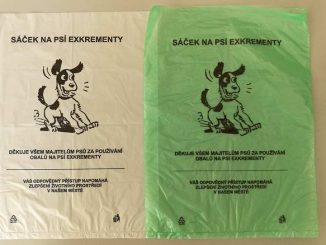 SÁČEK NA PSÍ EXKREMENTY
DĚKUJE VŠEM MAJITELŮM PSŮ ZA POUŽÍVÁNÍ
OBALŮ NA PSÍ EXKREMENTY
VÁŠ ODPOVĚDNÝ PŘÍSTUP NAPOMÁHÁ
ZLEPŠENÍ ŽIVOTNÍHO PROSTŘEDÍ
V NAŠEM MĚSTĚ
SÁČEK NA PSÍ EXKREMENTY
DĚKUJE VŠEM MAJITELŮM PSŮ ZA POUŽÍVÁNÍ
OBALŮ NA PSÍ EXKREMENTY
VÁŠ ODPOVĚDNÝ PŘÍSTUP NAPOMÁHÁ
ZLEPŠENÍ ŽIVOTNÍHO PROSTŘEDÍ
V NAŠEM MĚSTĚ